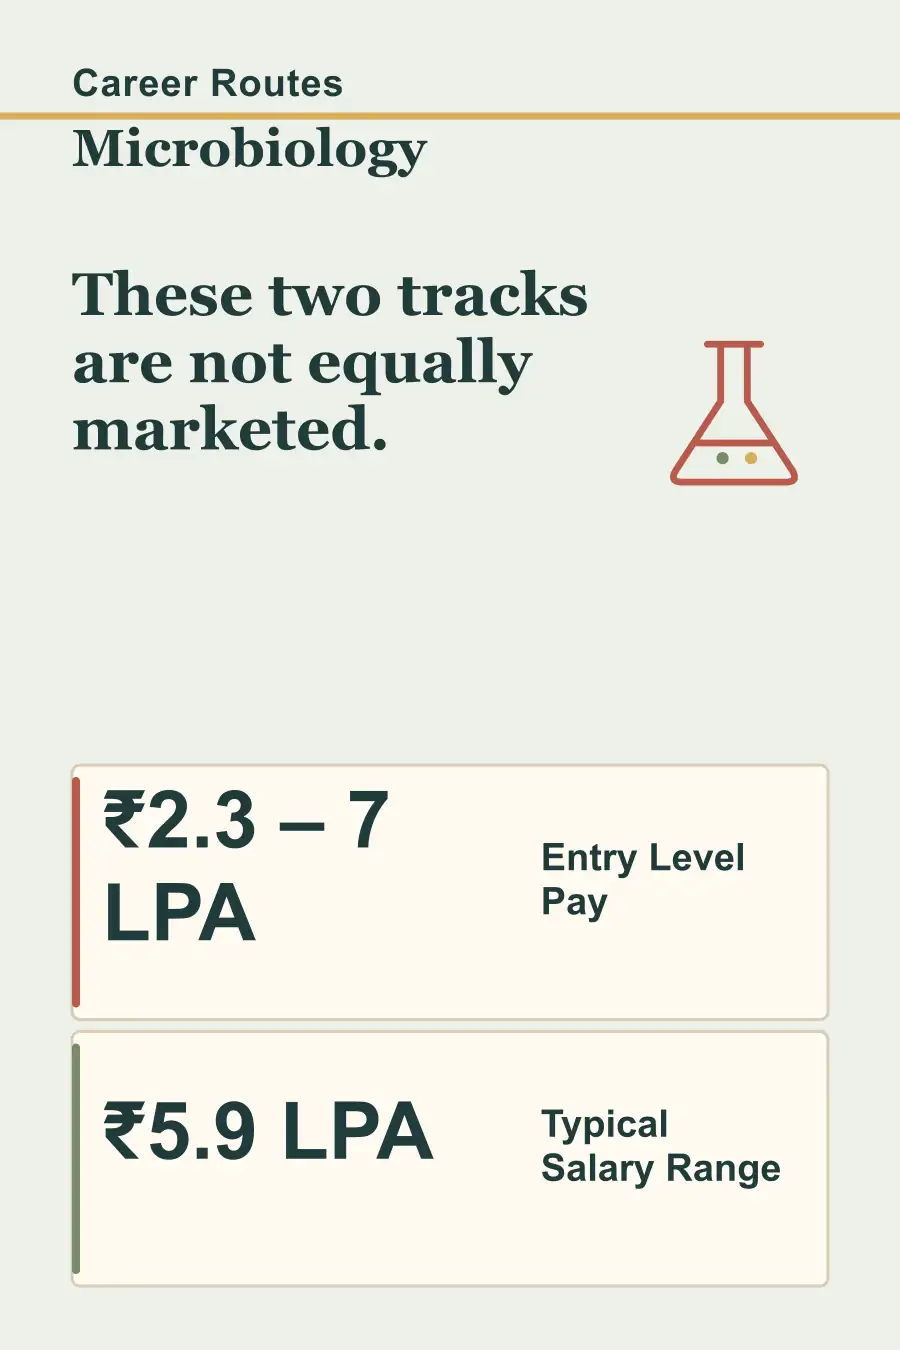 Career Routes
Microbiology
These two tracks
are not equally
marketed.
₹2.3 – 7
LPA
Entry Level
Pay
₹5.9 LPA
Typical
Salary Range